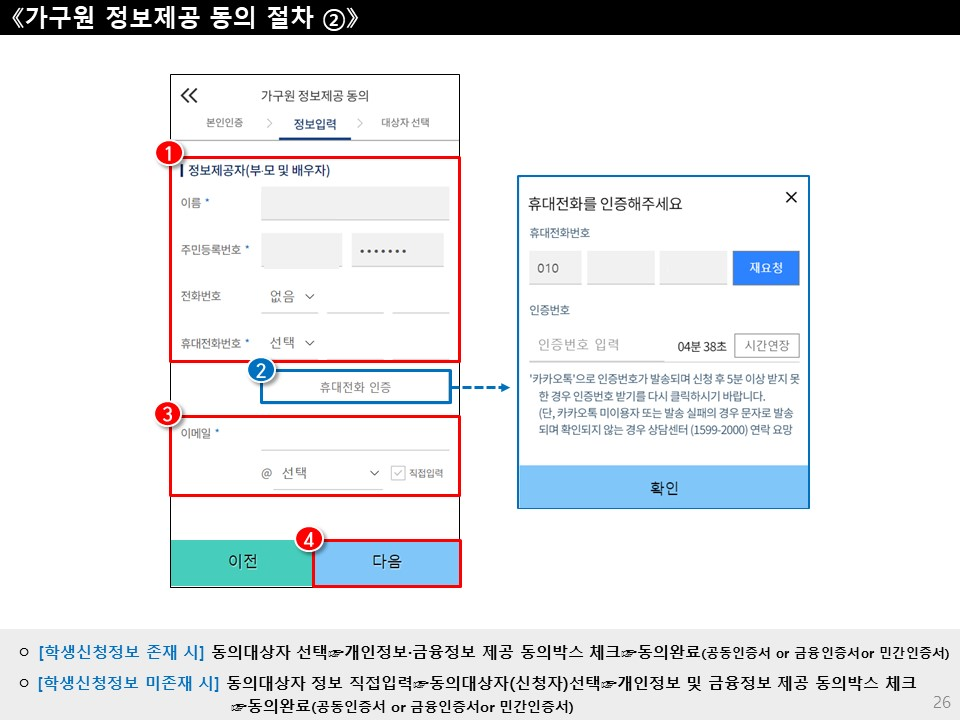 《가구원 정보제공 동의 절차 ②》
가구원 정보제공 동의
본인인증 > 정보입력 > 대상자 선택
1
정보제공자(부·모 및 배우자)
이름 *
주민등록번호 * •••••••
전화번호 없음
휴대전화번호 * 선택
2
휴대전화 인증
3
이메일 *
@ 선택 직접입력
4
이전 다음
휴대전화를 인증해주세요 ×
휴대전화번호
010 재요청
인증번호
인증번호 입력 04분 38초 시간연장
'카카오톡'으로 인증번호가 발송되며 신청 후 5분 이상 받지 못
한 경우 인증번호 받기를 다시 클릭하시기 바랍니다.
(단, 카카오톡 미이용자 또는 발송 실패의 경우 문자로 발송
되며 확인되지 않는 경우 상담센터 (1599-2000) 연락 요망
확인
○ [학생신청정보 존재 시] 동의대상자 선택☞개인정보·금융정보 제공 동의박스 체크☞동의완료(공동인증서 or 금융인증서or 민간인증서)
○ [학생신청정보 미존재 시] 동의대상자 정보 직접입력☞동의대상자(신청자)선택☞개인정보 및 금융정보 제공 동의박스 체크
☞동의완료(공동인증서 or 금융인증서or 민간인증서)
26